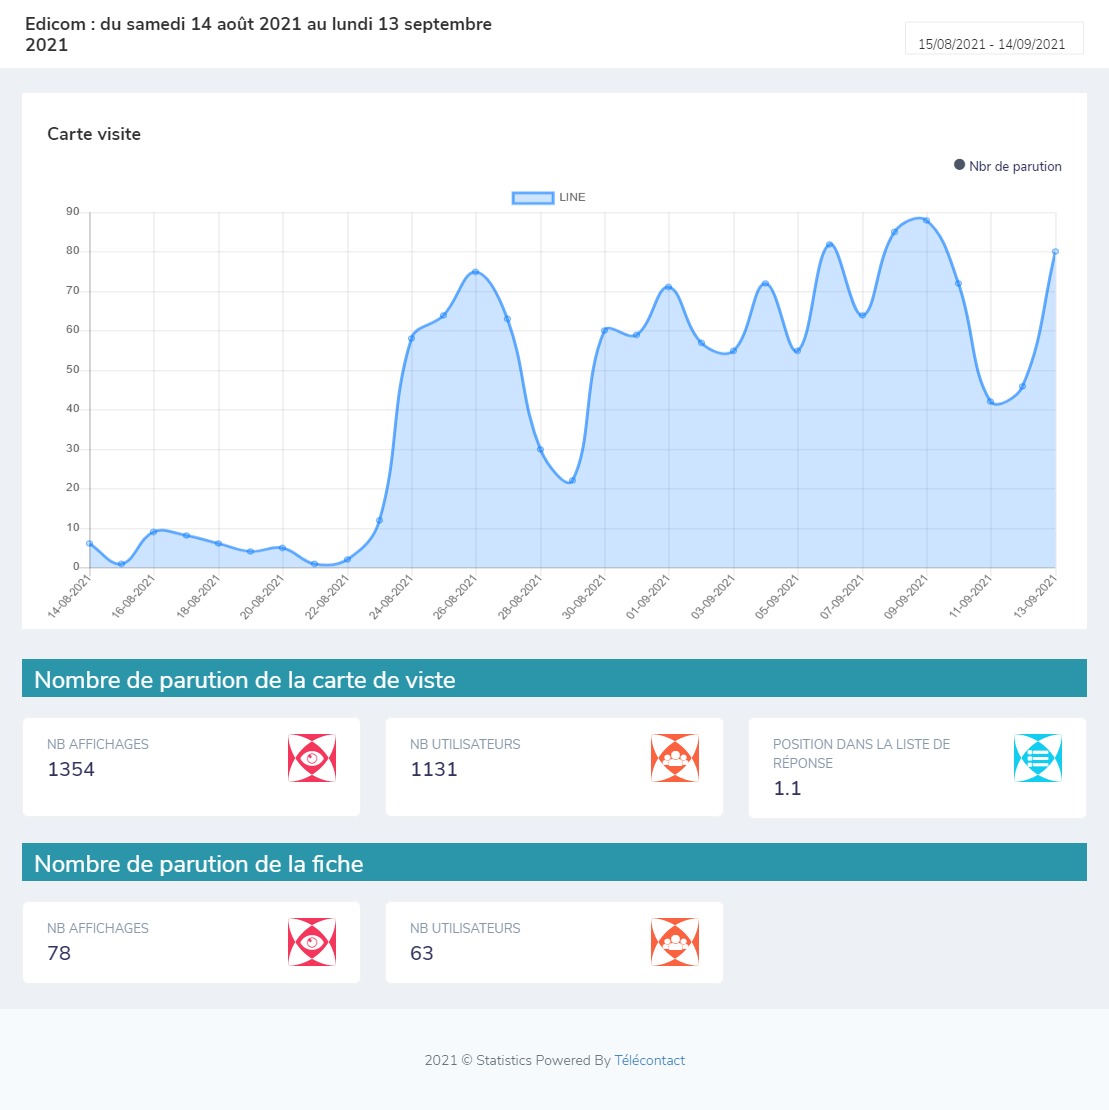 Edicom : du samedi 14 août 2021 au lundi 13 septembre
2021
15/08/2021 - 14/09/2021
Carte visite
Nbr de parution
LINE
90
80
70
60
50
40
30
20
10
0
14-08-2021
16-08-2021
18-08-2021
20-08-2021
22-08-2021
24-08-2021
26-08-2021
28-08-2021
30-08-2021
01-09-2021
03-09-2021
05-09-2021
07-09-2021
09-09-2021
11-09-2021
13-09-2021
Nombre de parution de la carte de viste
NB AFFICHAGES
1354
NB UTILISATEURS
1131
POSITION DANS LA LISTE DE
RÉPONSE
1.1
Nombre de parution de la fiche
NB AFFICHAGES
78
NB UTILISATEURS
63
2021 © Statistics Powered By Télécontact